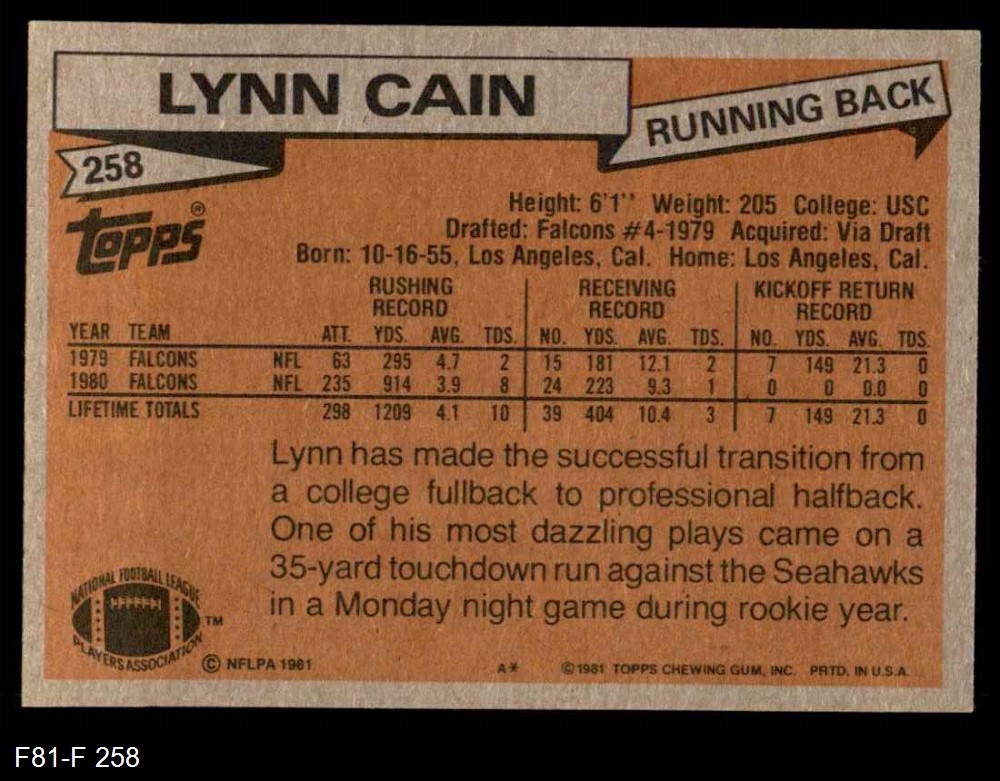 LYNN CAIN
RUNNING BACK
258
Topps®
Height: 6'1'' Weight: 205 College: USC
Drafted: Falcons #4-1979 Acquired: Via Draft
Born: 10-16-55, Los Angeles, Cal. Home: Los Angeles, Cal.
RUSHING RECORD RECEIVING RECORD KICKOFF RETURN RECORD
YEAR TEAM ATT. YDS. AVG. TDS. NO. YDS. AVG. TDS. NO. YDS. AVG. TDS.
1979 FALCONS NFL 63 295 4.7 2 15 181 12.1 2 7 149 21.3 0
1980 FALCONS NFL 235 914 3.9 8 24 223 9.3 1 0 0 0.0 0
LIFETIME TOTALS 298 1209 4.1 10 39 404 10.4 3 7 149 21.3 0
Lynn has made the successful transition from
a college fullback to professional halfback.
One of his most dazzling plays came on a
35-yard touchdown run against the Seahawks
in a Monday night game during rookie year.
NATIONAL FOOTBALL LEAGUE
PLAYERS ASSOCIATION
TM
© NFLPA 1981
A*
© 1981 TOPPS CHEWING GUM, INC. PRTD. IN U.S.A.
F81-F 258